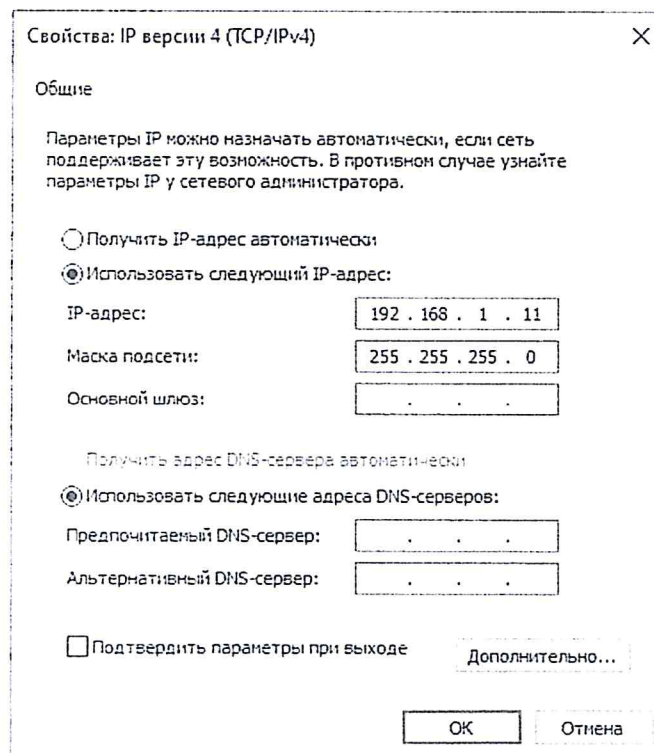 Свойства: IP версии 4 (TCP/IPv4)
Общие
Параметры IP можно назначать автоматически, если сеть
поддерживает эту возможность. В противном случае узнайте
параметры IP у сетевого администратора.
Получить IP-адрес автоматически
Использовать следующий IP-адрес:
IP-адрес: 192 . 168 . 1 . 11
Маска подсети: 255 . 255 . 255 . 0
Основной шлюз: . . .
Получить адрес DNS-сервера автоматически
Использовать следующие адреса DNS-серверов:
Предпочитаемый DNS-сервер: . . .
Альтернативный DNS-сервер: . . .
Подтвердить параметры при выходе
Дополнительно...
ОК Отмена